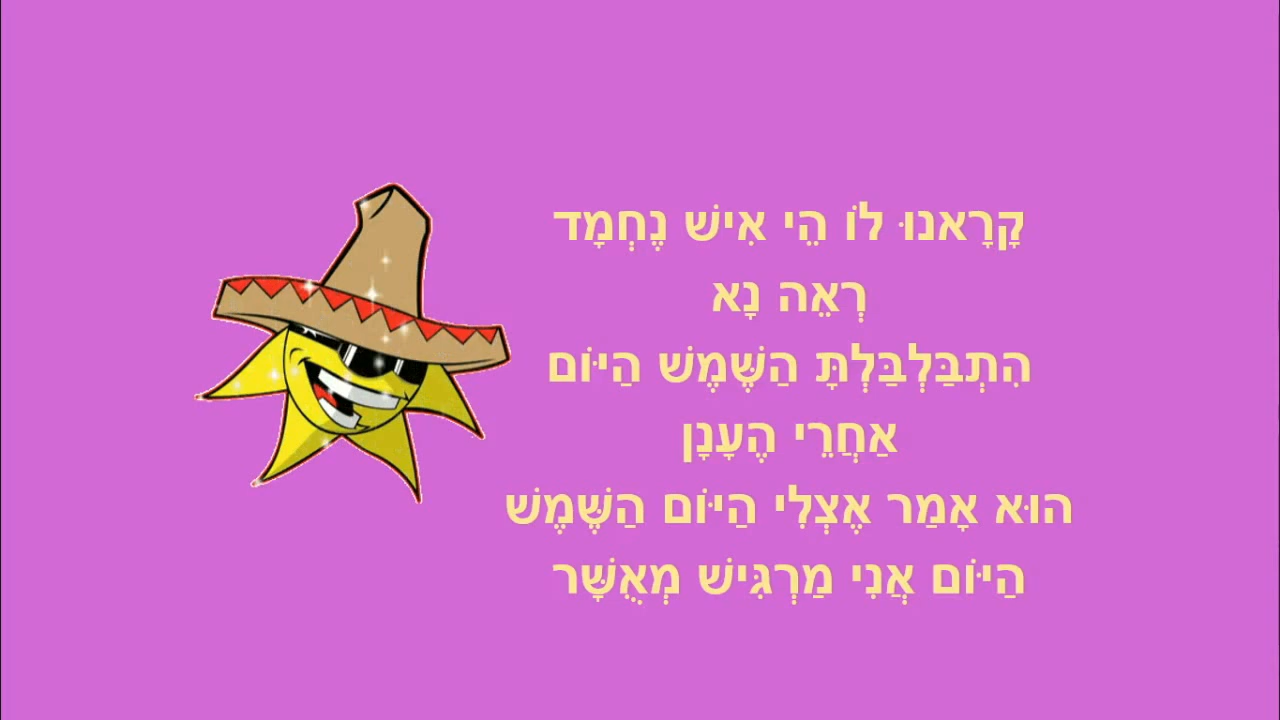 קָרָאנוּ לוֹ הֵי אִישׁ נֶחְמָד
רְאֵה נָא
הִתְבַּלְבַּלְתָּ הַשֶּׁמֶשׁ הַיּוֹם
אַחֲרֵי הֶעָנָן
הוּא אָמַר אֶצְלִי הַיּוֹם הַשֶּׁמֶשׁ
הַיּוֹם אֲנִי מַרְגִּישׁ מְאֻשָּׁר